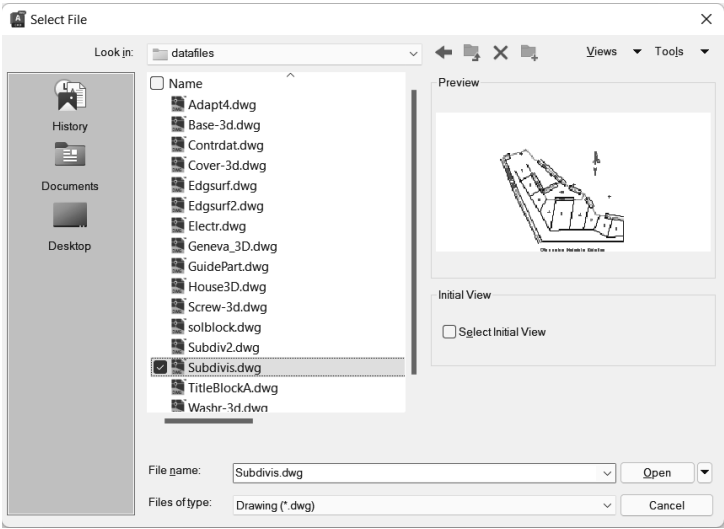 Select File
Look in: datafiles Views Tools
History
Documents
Desktop
Name
Adapt4.dwg
Base-3d.dwg
Contrdat.dwg
Cover-3d.dwg
Edgsurf.dwg
Edgsurf2.dwg
Electr.dwg
Geneva_3D.dwg
GuidePart.dwg
House3D.dwg
Screw-3d.dwg
solblock.dwg
Subdiv2.dwg
Subdivis.dwg
TitleBlockA.dwg
Washr-3d.dwg
Preview
Initial View
Select Initial View
File name: Subdivis.dwg Open
Files of type: Drawing (*.dwg) Cancel